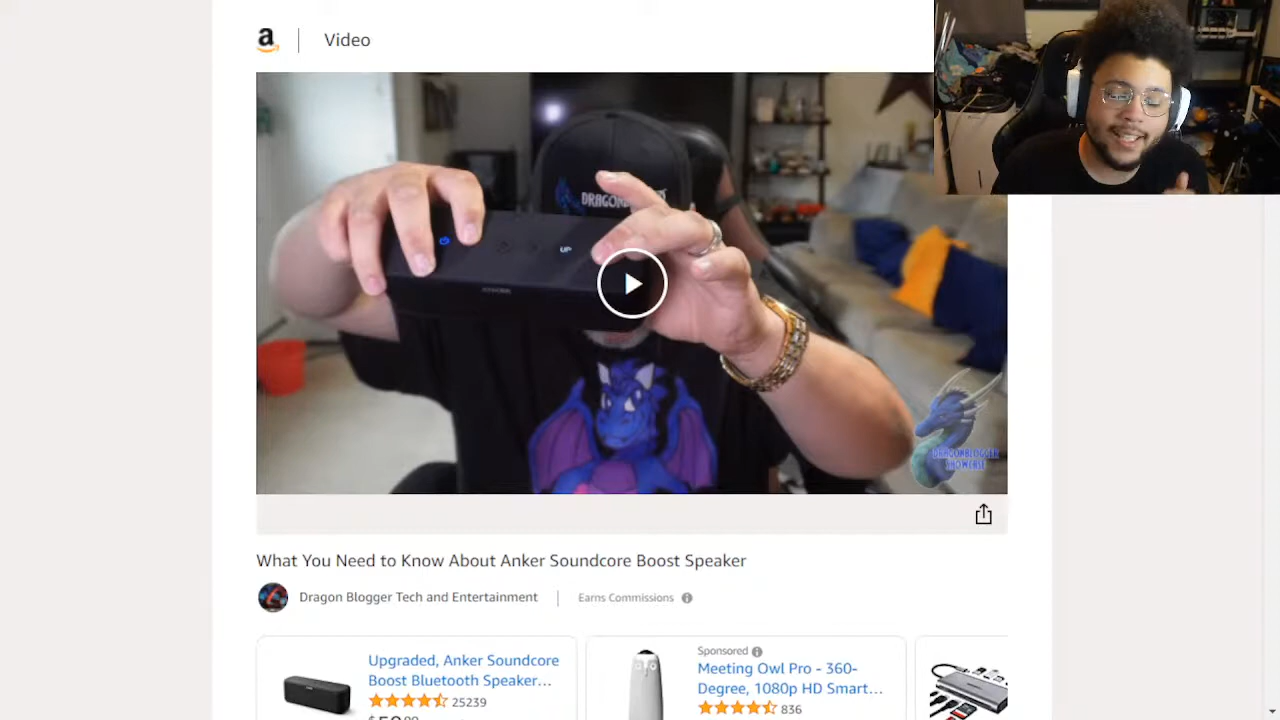 a
Video
UP
ANKER
DRAGONBLOGGER
SHOWCASE
What You Need to Know About Anker Soundcore Boost Speaker
Dragon Blogger Tech and Entertainment
Earns Commissions
Upgraded, Anker Soundcore
Boost Bluetooth Speaker...
25239
Sponsored
Meeting Owl Pro - 360-
Degree, 1080p HD Smart...
836